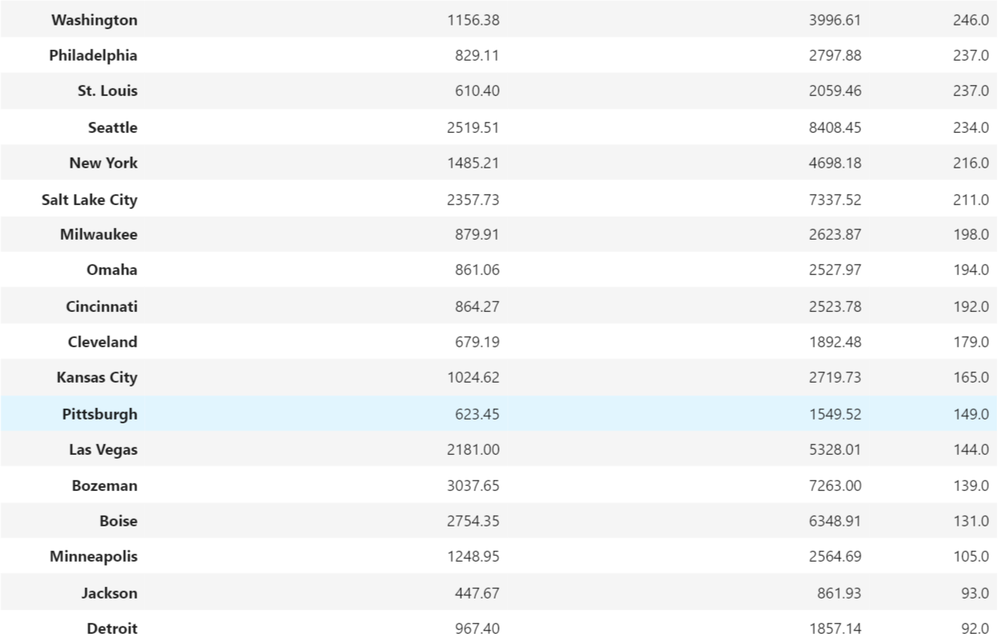 Washington 1156.38 3996.61 246.0
Philadelphia 829.11 2797.88 237.0
St. Louis 610.40 2059.46 237.0
Seattle 2519.51 8408.45 234.0
New York 1485.21 4698.18 216.0
Salt Lake City 2357.73 7337.52 211.0
Milwaukee 879.91 2623.87 198.0
Omaha 861.06 2527.97 194.0
Cincinnati 864.27 2523.78 192.0
Cleveland 679.19 1892.48 179.0
Kansas City 1024.62 2719.73 165.0
Pittsburgh 623.45 1549.52 149.0
Las Vegas 2181.00 5328.01 144.0
Bozeman 3037.65 7263.00 139.0
Boise 2754.35 6348.91 131.0
Minneapolis 1248.95 2564.69 105.0
Jackson 447.67 861.93 93.0
Detroit 967.40 1857.14 92.0